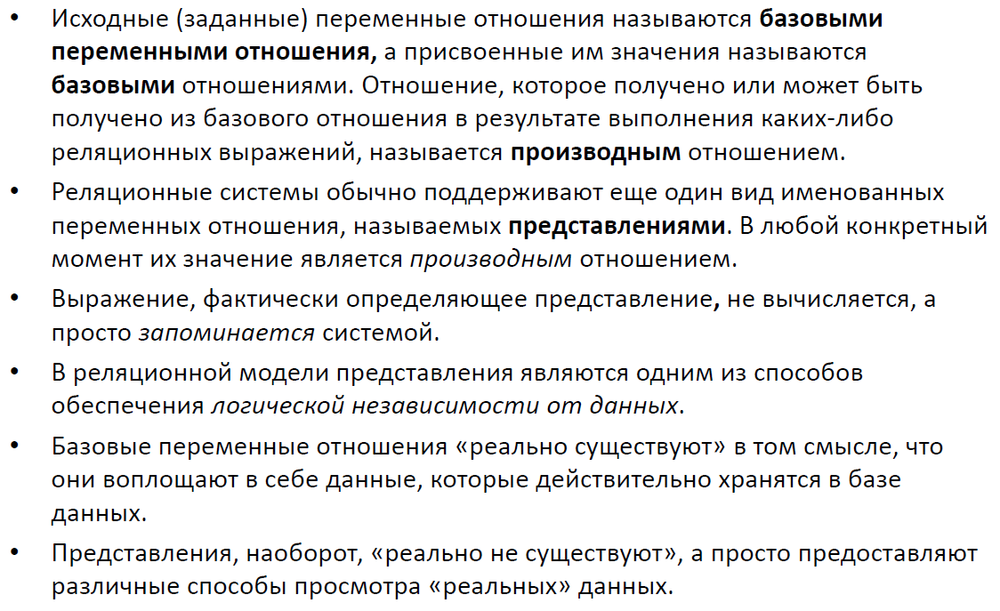 • Исходные (заданные) переменные отношения называются базовыми
переменными отношения, а присвоенные им значения называются
базовыми отношениями. Отношение, которое получено или может быть
получено из базового отношения в результате выполнения каких-либо
реляционных выражений, называется производным отношением.
• Реляционные системы обычно поддерживают еще один вид именованных
переменных отношения, называемых представлениями. В любой конкретный
момент их значение является производным отношением.
• Выражение, фактически определяющее представление, не вычисляется, а
просто запоминается системой.
• В реляционной модели представления являются одним из способов
обеспечения логической независимости от данных.
• Базовые переменные отношения «реально существуют» в том смысле, что
они воплощают в себе данные, которые действительно хранятся в базе
данных.
• Представления, наоборот, «реально не существуют», а просто предоставляют
различные способы просмотра «реальных» данных.